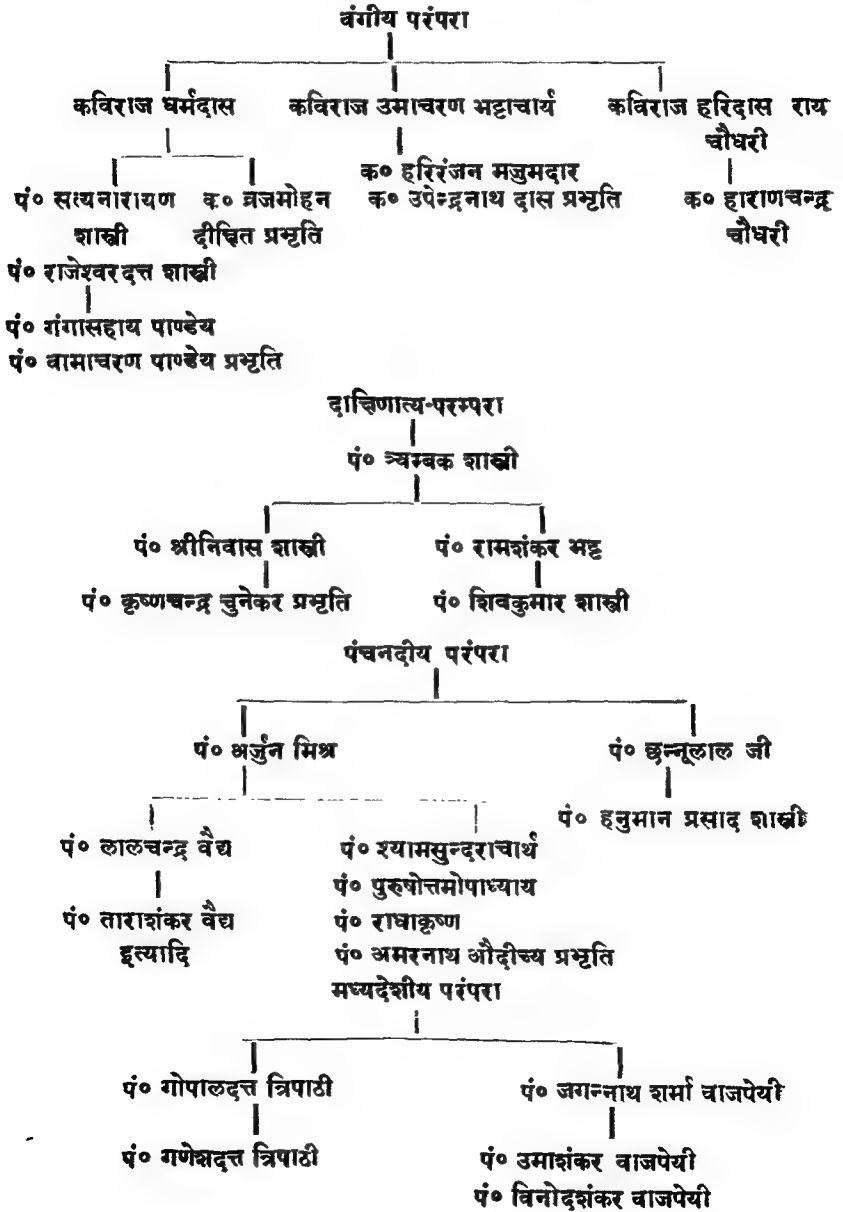 वंगीय परंपरा
कविराज धर्मदास कविराज उमाचरण भट्टाचार्य कविराज हरिदास राय
चौधरी
क० हरिरंजन मजुमदार
पं० सत्यनारायण क० व्रजमोहन क० उपेन्द्रनाथ दास प्रभृति क० हाराणचन्द्र
शास्त्री दीक्षित प्रभृति चौधरी
पं० राजेश्वरदत्त शास्त्री
पं० गंगासहाय पाण्डेय
पं० वामाचरण पाण्डेय प्रभृति
दाक्षिणात्य-परम्परा
पं० त्र्यम्बक शास्त्री
पं० श्रीनिवास शास्त्री पं० रामशंकर भट्ट
पं० कृष्णचन्द्र चुनेकर प्रभृति पं० शिवकुमार शास्त्री
पंचनदीय परंपरा
पं० अर्जुन मिश्र पं० छन्नूलाल जी
पं० हनुमान प्रसाद शास्त्री
पं० लालचन्द्र वैद्य पं० श्यामसुन्दराचार्य
पं० पुरुषोत्तमोपाध्याय
पं० ताराशंकर वैद्य पं० राधाकृष्ण
इत्यादि पं० अमरनाथ औदीच्य प्रभृति
मध्यदेशीय परंपरा
पं० गोपालदत्त त्रिपाठी पं० जगन्नाथ शर्मा वाजपेयी
पं० गणेशदत्त त्रिपाठी पं० उमाशंकर वाजपेयी
पं० विनोदशंकर वाजपेयी